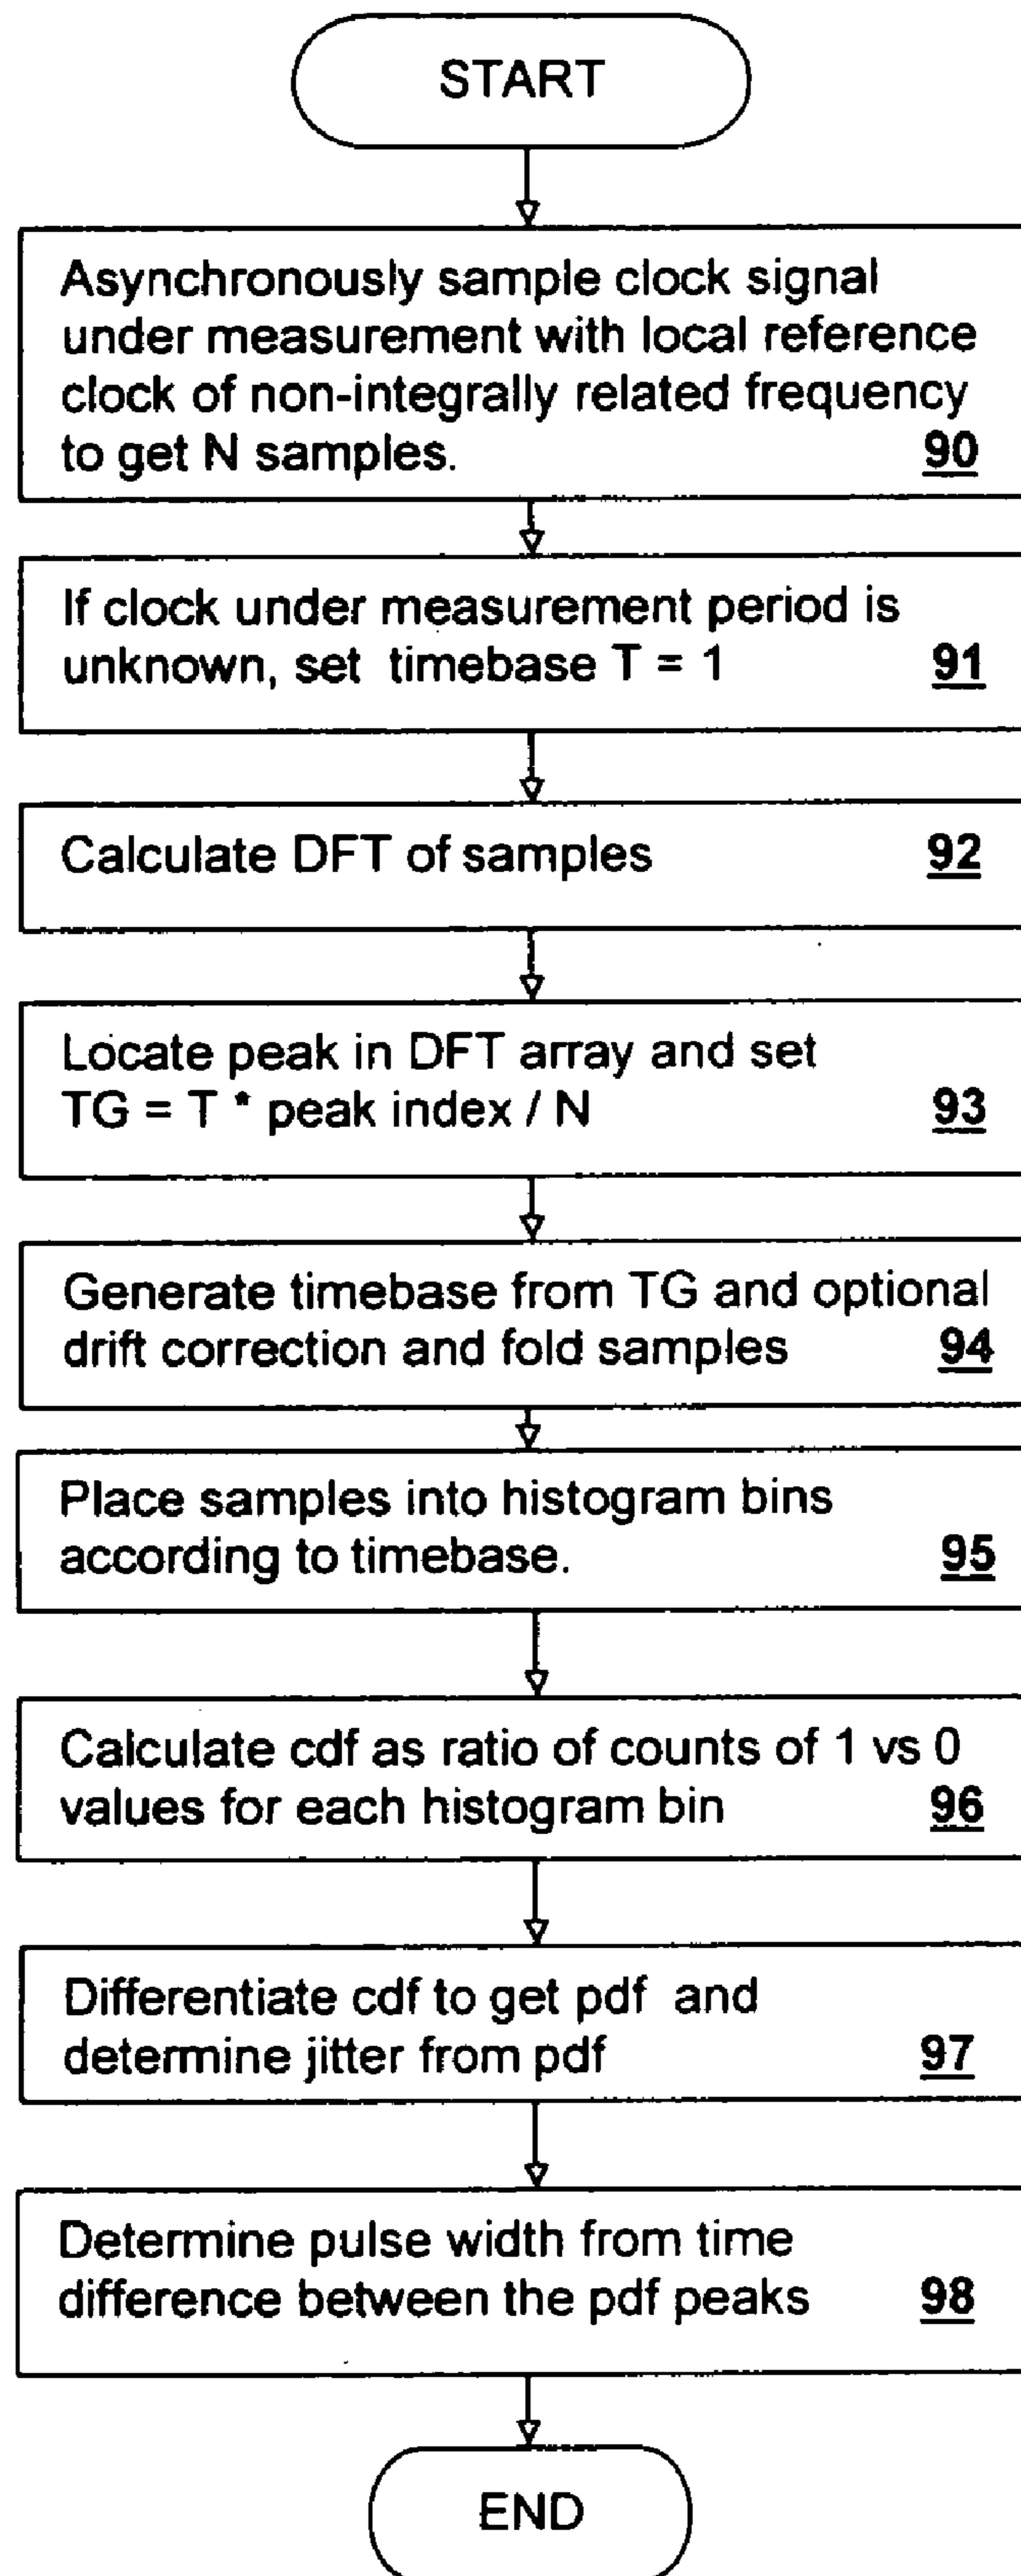 START
Asynchronously sample clock signal
under measurement with local reference
clock of non-integrally related frequency
to get N samples. 90
If clock under measurement period is
unknown, set timebase T = 1 91
Calculate DFT of samples 92
Locate peak in DFT array and set
TG = T * peak index / N 93
Generate timebase from TG and optional
drift correction and fold samples 94
Place samples into histogram bins
according to timebase. 95
Calculate cdf as ratio of counts of 1 vs 0
values for each histogram bin 96
Differentiate cdf to get pdf and
determine jitter from pdf 97
Determine pulse width from time
difference between the pdf peaks 98
END